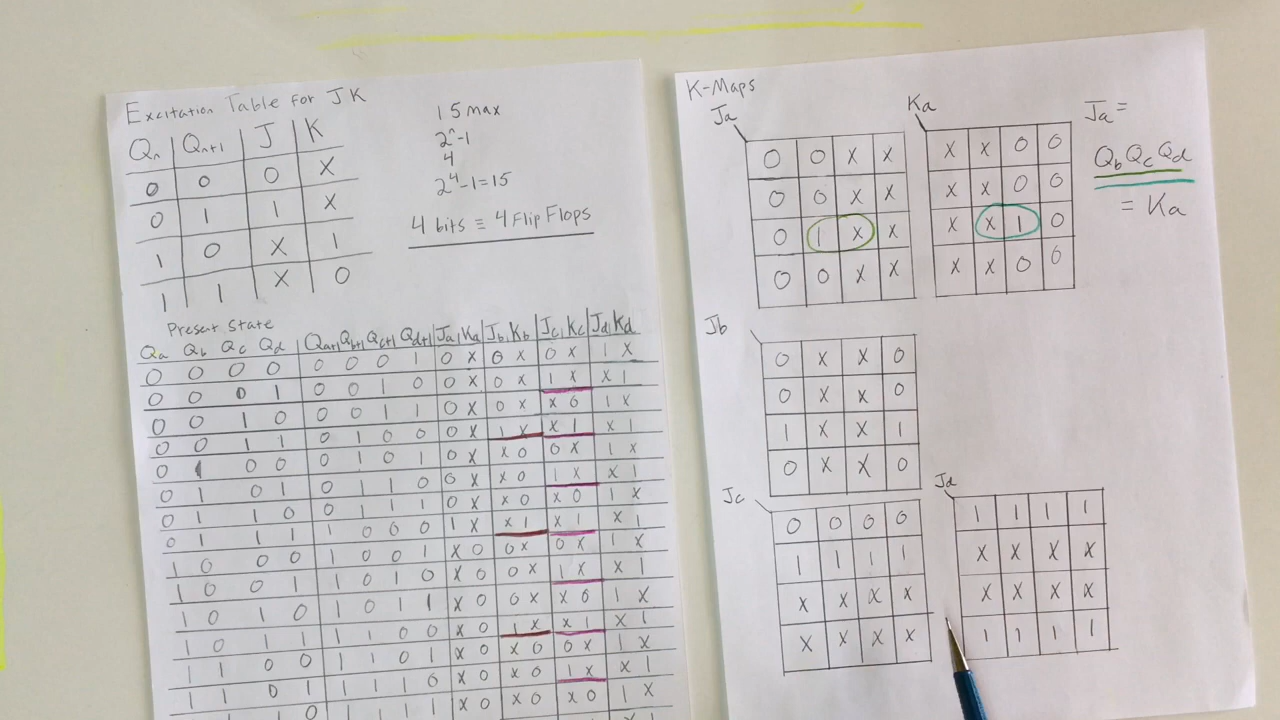 Excitation Table for JK
Qn Qn+1 J K
0 0 0 X
0 1 1 X
1 0 X 1
1 1 X 0
15 max
2^n-1
4
2^4-1=15
4 bits ≡ 4 Flip Flops
Present State
Qa Qb Qc Qd Qa+1 Qb+1 Qc+1 Qd+1 Ja Ka Jb Kb Jc Kc Jd Kd
0 0 0 0 0 0 0 1 0 X 0 X 0 X 1 X
0 0 0 1 0 0 1 0 0 X 0 X 1 X X 1
0 0 1 0 0 0 1 1 0 X 0 X X 0 1 X
0 0 1 1 0 1 0 0 0 X 1 X X 1 X 1
0 1 0 0 0 1 0 1 0 X X 0 0 X 1 X
0 1 0 1 0 1 1 0 0 X X 0 1 X X 1
0 1 1 0 0 1 1 1 0 X X 0 X 0 1 X
0 1 1 1 1 0 0 0 1 X X 1 X 1 X 1
1 0 0 0 1 0 0 1 X 0 0 X 0 X 1 X
1 0 0 1 1 0 1 0 X 0 0 X 1 X X 1
1 0 1 0 1 0 1 1 X 0 0 X X 0 1 X
1 0 1 1 1 1 0 0 X 0 1 X X 1 X 1
1 1 0 0 1 1 0 1 X 0 X 0 0 X 1 X
1 1 0 1 1 1 1 0 X 0 X 0 1 X X 1
0 1 1 1 1 X 0 X 0 X 0 1 X
K-Maps
Ja
0 0 X X
0 0 X X
0 1 X X
0 0 X X
Ka
X X 0 0
X X 0 0
X X 1 0
X X 0 0
Ja =
QbQcQd
= Ka
Jb
0 X X 0
0 X X 0
1 X X 1
0 X X 0
Jc
0 0 0 0
1 1 1 1
X X X X
X X X X
Jd
1 1 1 1
X X X X
X X X X
1 1 1 1